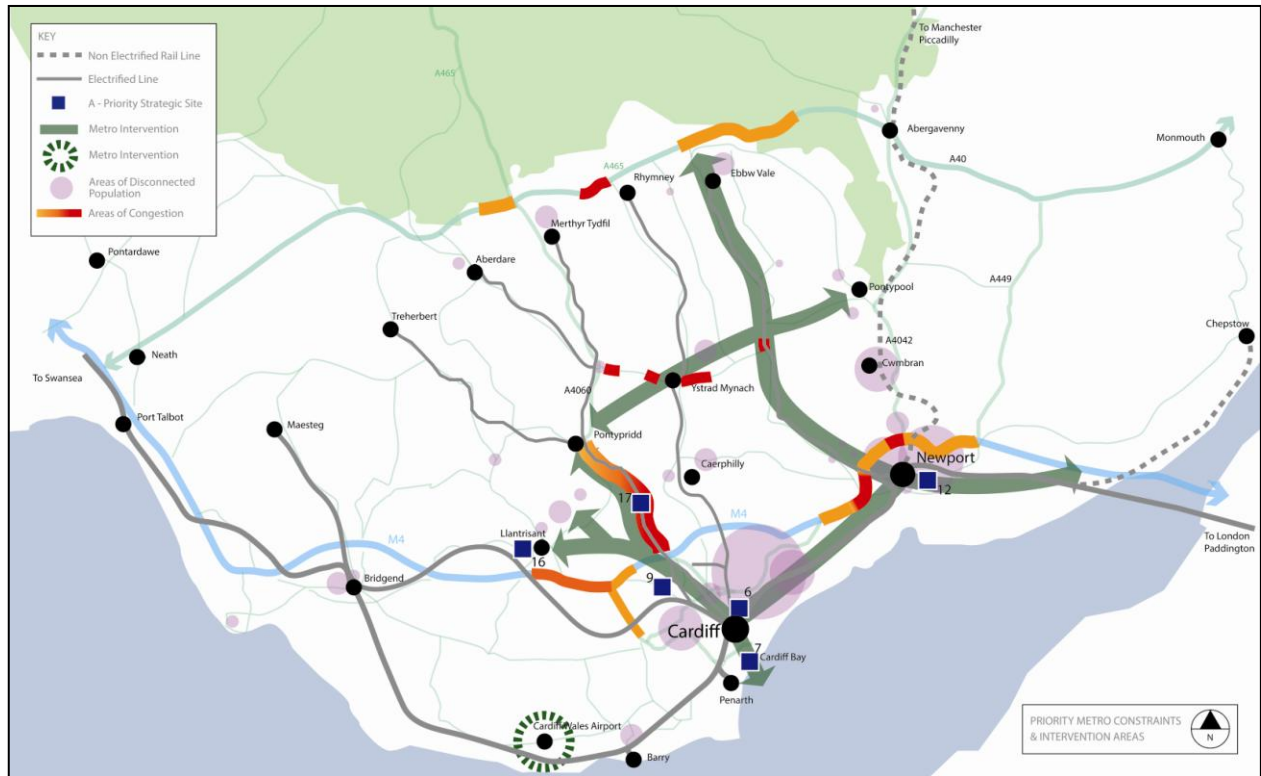 KEY
Non Electrified Rail Line
Electrified Line
A - Priority Strategic Site
Metro Intervention
Metro Intervention
Areas of Disconnected
Population
Areas of Congestion
To Manchester
Piccadilly
A465
Abergavenny
Monmouth
A40
A465
Rhymney
Ebbw Vale
Merthyr Tydfil
Pontardawe
Aberdare
A449
Pontypool
Treherbert
Chepstow
A4042
Neath
Cwmbran
To Swansea
A4060
Ystrad Mynach
Port Talbot
Maesteg
Pontypridd
Newport
Caerphilly
12
17
M4
Llantrisant
To London
Paddington
M4
16
Bridgend
9
6
Cardiff
7
Cardiff Bay
Penarth
Cardiff Wales Airport
Barry
PRIORITY METRO CONSTRAINTS
& INTERVENTION AREAS
N